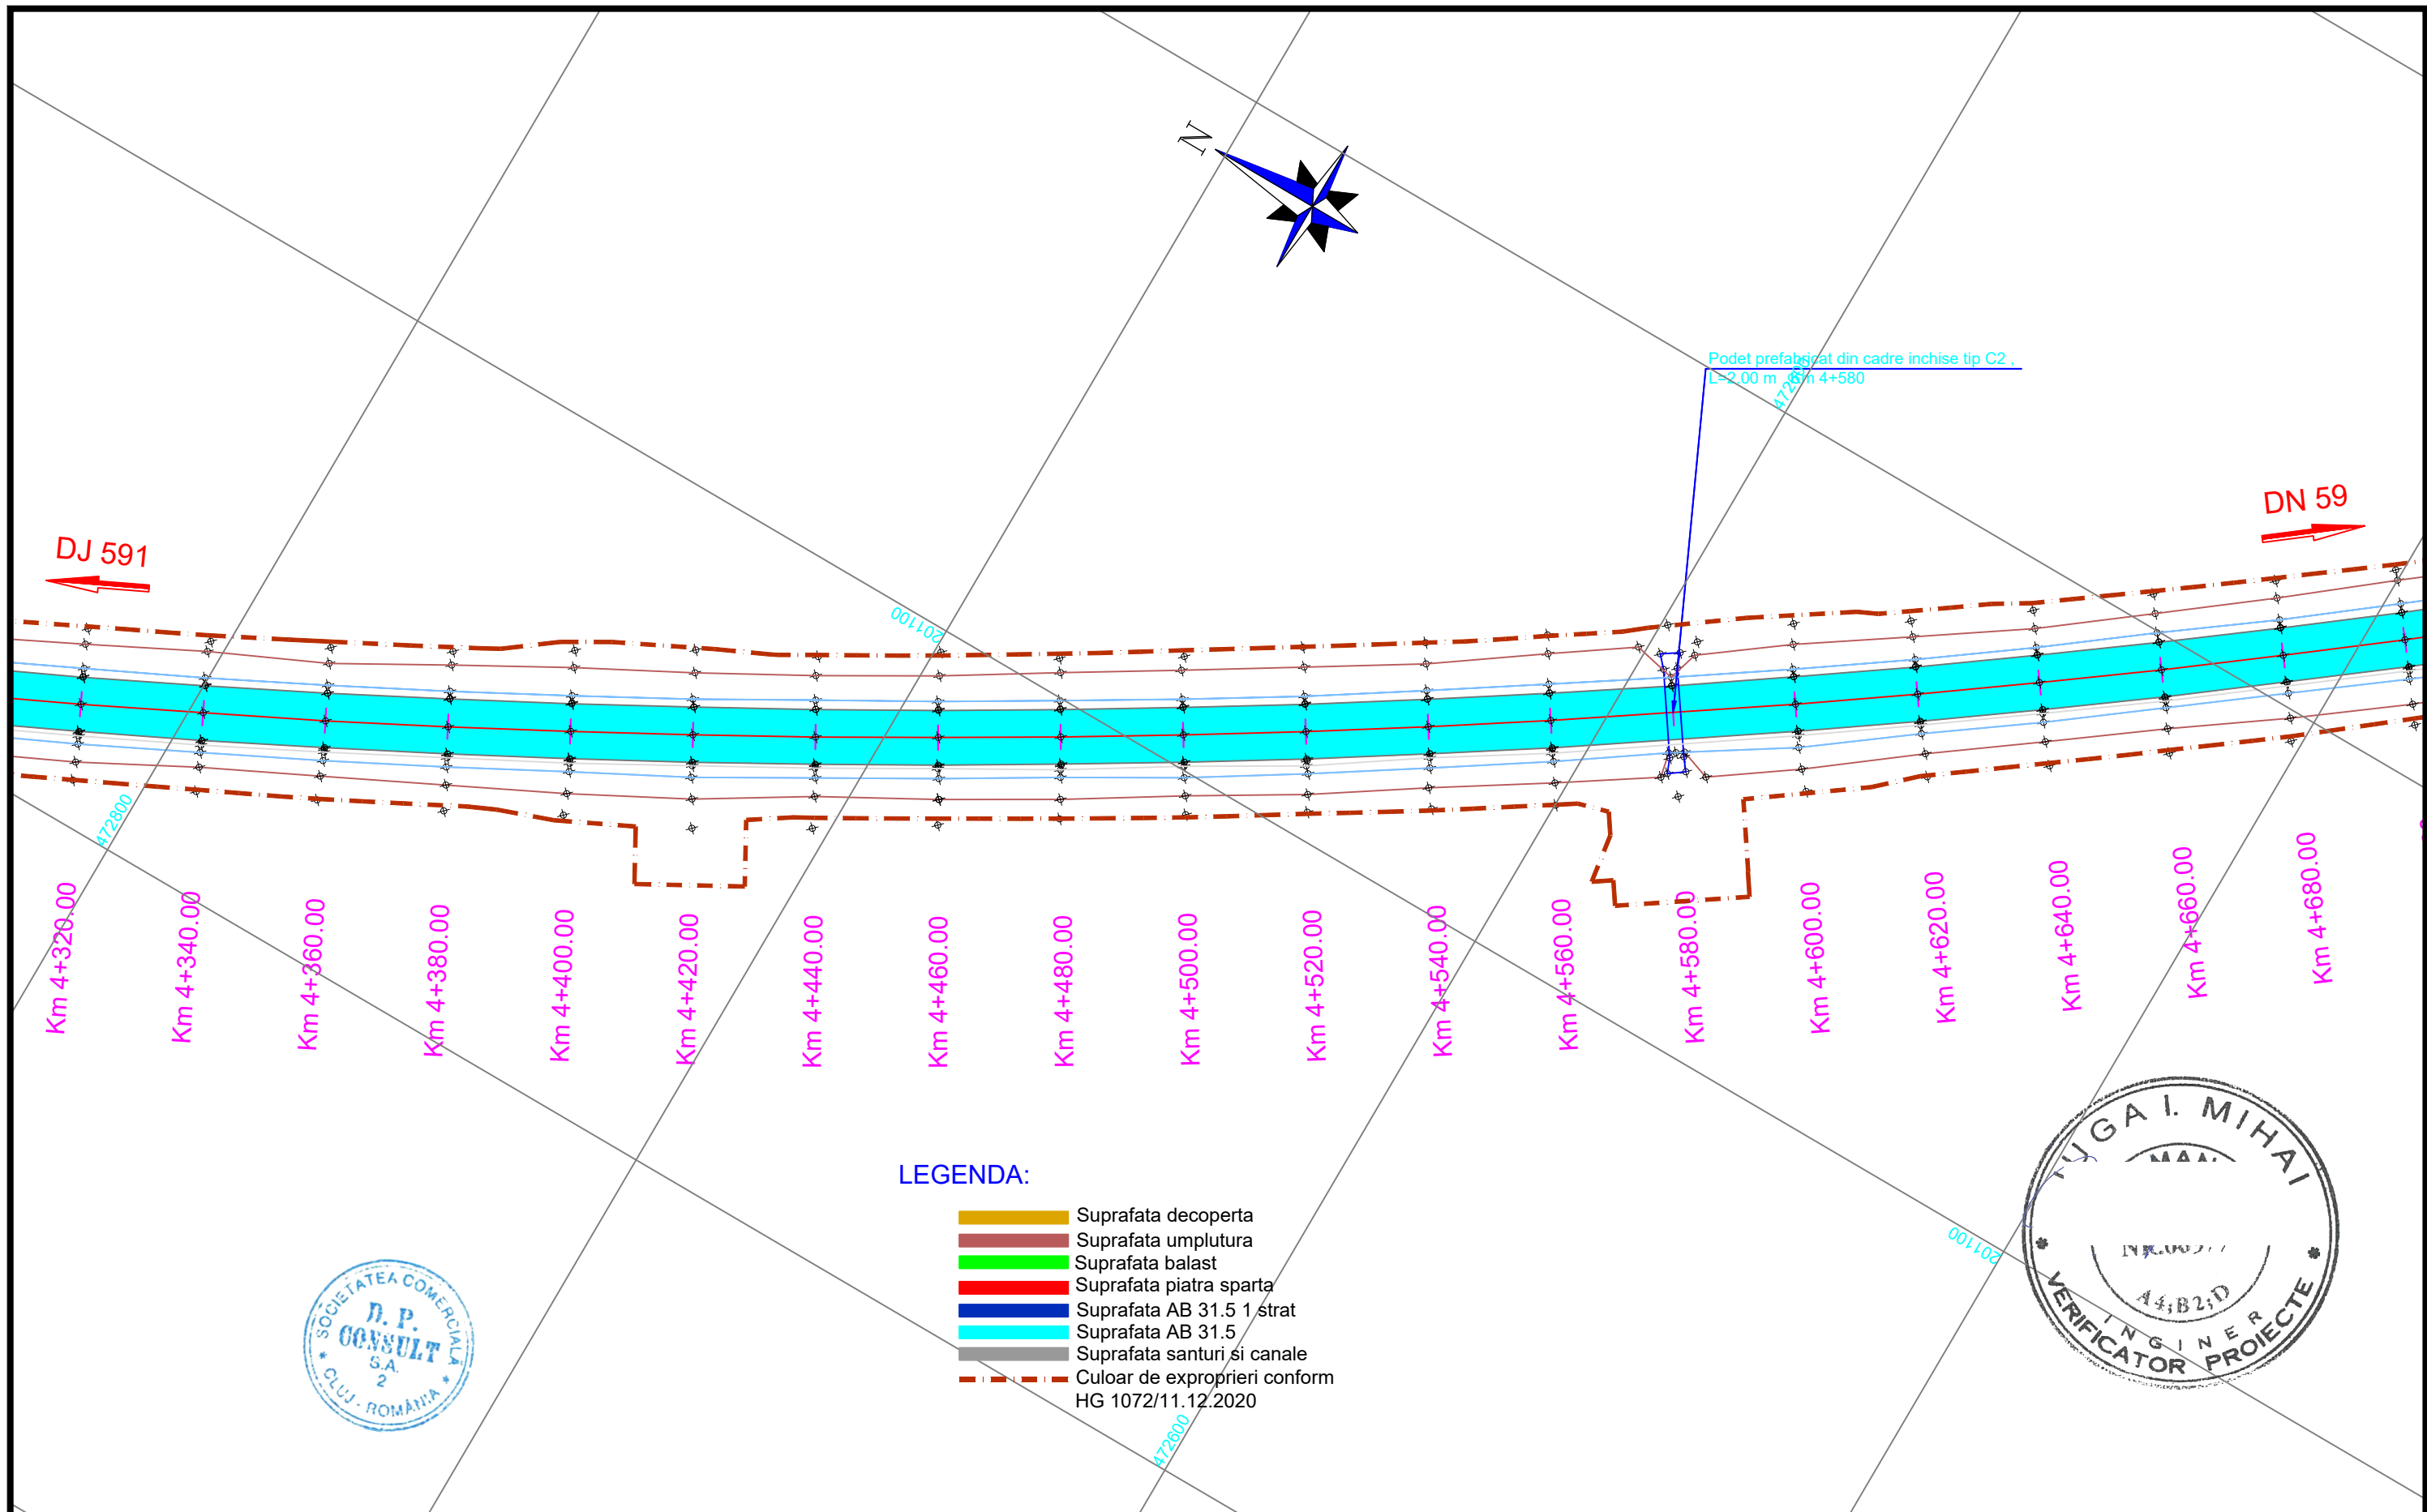 N
Podet prefabricat din cadre inchise tip C2 ,
L=2.00 m Km 4+580
472600
DJ 591
DN 59
201100
472800
Km 4+320.00
Km 4+340.00
Km 4+360.00
Km 4+380.00
Km 4+400.00
Km 4+420.00
Km 4+440.00
Km 4+460.00
Km 4+480.00
Km 4+500.00
Km 4+520.00
Km 4+540.00
Km 4+560.00
Km 4+580.00
Km 4+600.00
Km 4+620.00
Km 4+640.00
Km 4+660.00
Km 4+680.00
LEGENDA:
Suprafata decoperta
Suprafata umplutura
Suprafata balast
Suprafata piatra sparta
Suprafata AB 31.5 1 strat
Suprafata AB 31.5
Suprafata santuri si canale
Culoar de exproprieri conform
HG 1072/11.12.2020
472600
201100
SOCIETATEA COMERCIALĂ
D. P.
CONSULT
S.A.
2
* CLUJ - ROMÂNIA *
I. MIHAI
A4;B2;D
INGINER
* VERIFICATOR PROIECTE *